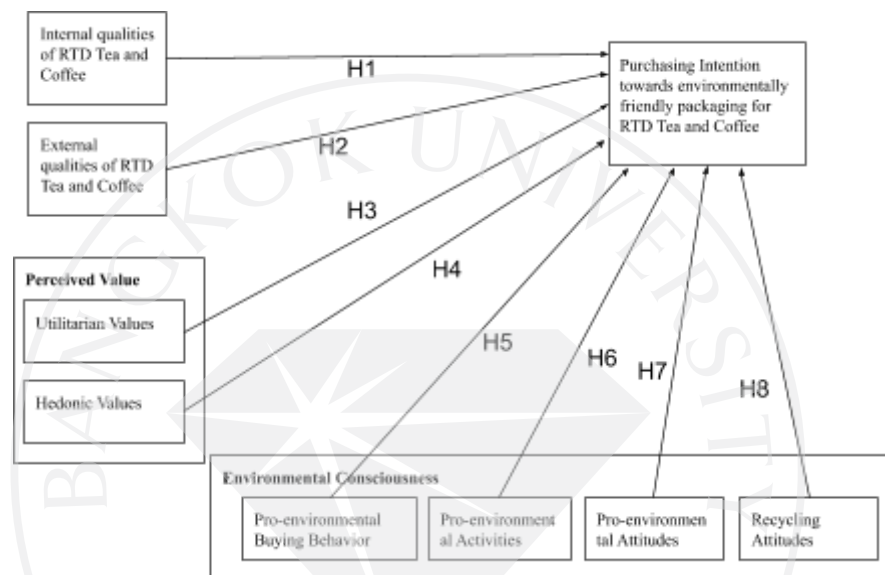 Internal qualities
of RTD Tea and
Coffee
H1
Purchasing Intention
towards environmentally
friendly packaging for
RTD Tea and Coffee
External
qualities of RTD
Tea and Coffee
H2
H3
H4
Perceived Value
Utilitarian Values
Hedonic Values
H5
H6
H7
H8
Environmental Consciousness
Pro-environmental
Buying Behavior
Pro-environment
al Activities
Pro-environmen
tal Attitudes
Recycling
Attitudes
BANGKOK UNIVERSITY